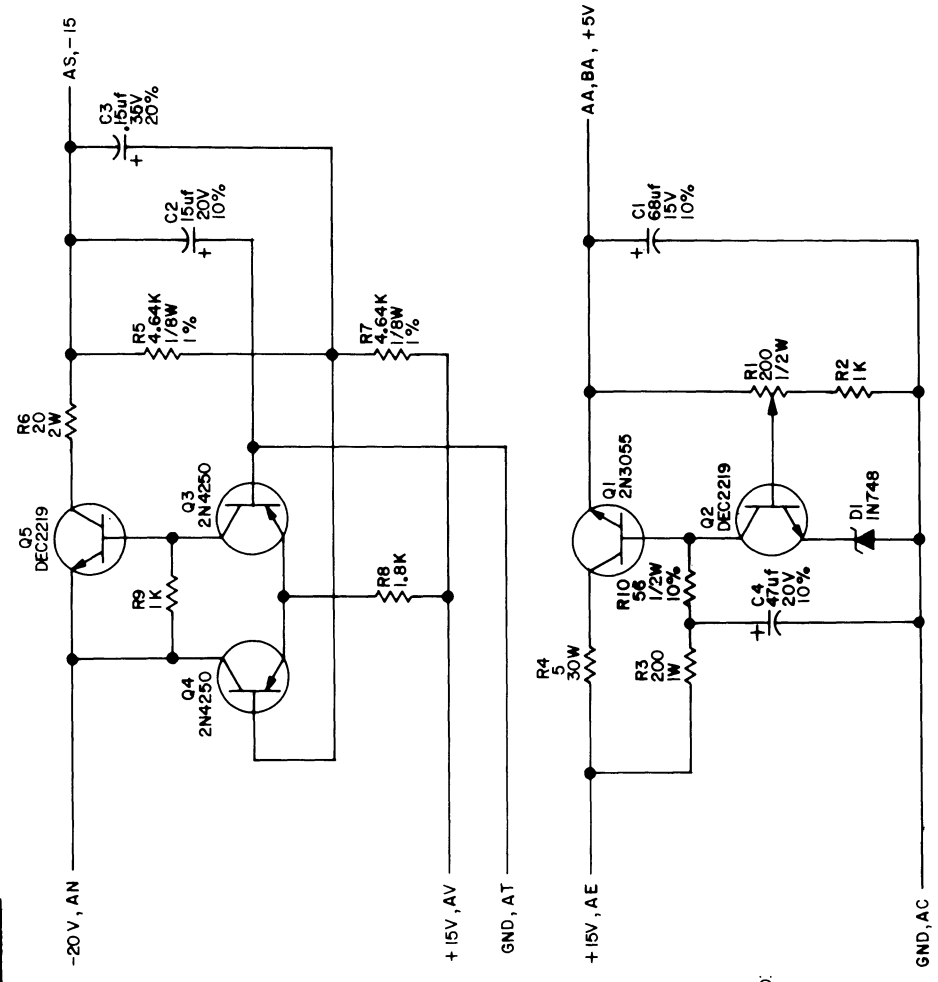 AS,-15
C3
.15uf
35V
20%
C2
15uf
20V
10%
R5
4.64K
1/8W
1%
R7
4.64K
1/8W
1%
R6
20
2W
Q5
DEC2219
Q3
2N4250
R9
1K
R8
1.8K
Q4
2N4250
-20V, AN
+15V, AV
GND, AT
AA,BA, +5V
C1
68uf
15V
10%
R1
200
1/2W
R2
1K
Q1
2N3055
Q2
DEC2219
D1
IN748
R10
56
1/2W
10%
C4
47uf
20V
10%
R4
5
30W
R3
200
1W
+15V, AE
GND, AC